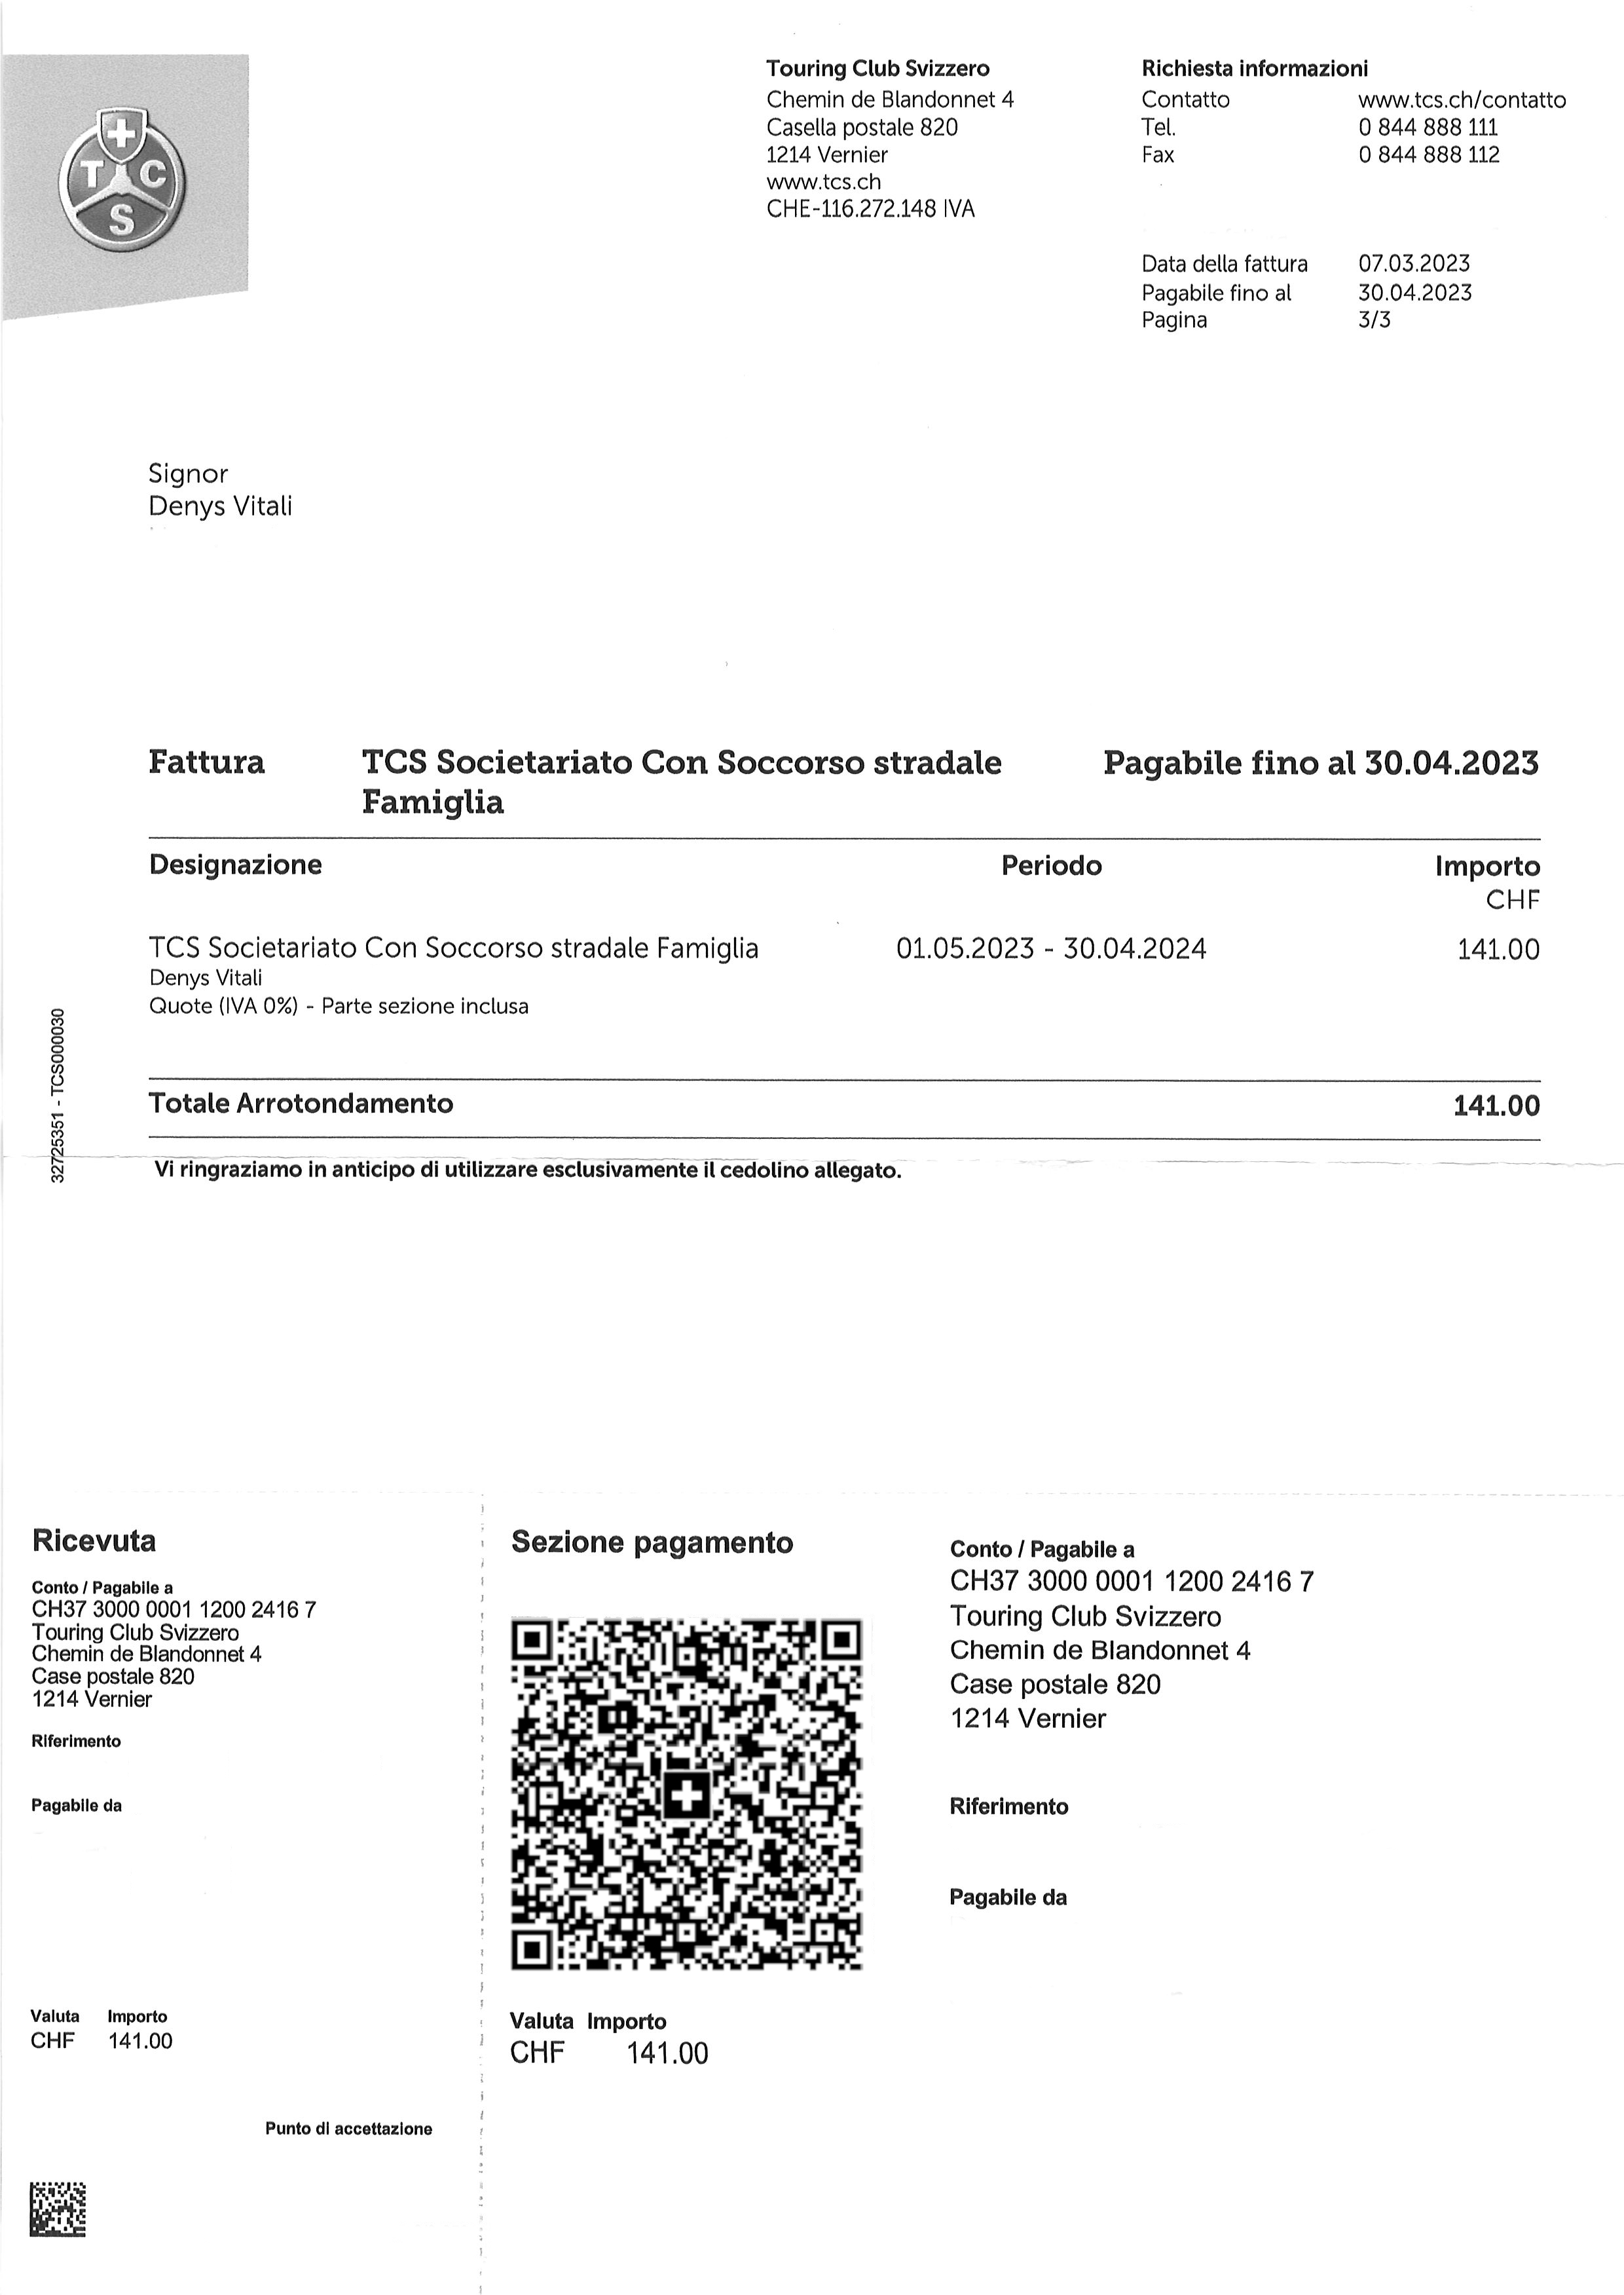 T C S
Touring Club Svizzero
Chemin de Blandonnet 4
Casella postale 820
1214 Vernier
www.tcs.ch
CHE-116.272.148 IVA
Richiesta informazioni
Contatto www.tcs.ch/contatto
Tel. 0 844 888 111
Fax 0 844 888 112
Data della fattura 07.03.2023
Pagabile fino al 30.04.2023
Pagina 3/3
Signor
Denys Vitali
Fattura TCS Societariato Con Soccorso stradale Pagabile fino al 30.04.2023
Famiglia
Designazione Periodo Importo
CHF
TCS Societariato Con Soccorso stradale Famiglia 01.05.2023 - 30.04.2024 141.00
Denys Vitali
Quote (IVA 0%) - Parte sezione inclusa
Totale Arrotondamento 141.00
Vi ringraziamo in anticipo di utilizzare esclusivamente il cedolino allegato.
32725351 - TCS000030
Ricevuta
Conto / Pagabile a
CH37 3000 0001 1200 2416 7
Touring Club Svizzero
Chemin de Blandonnet 4
Case postale 820
1214 Vernier
Riferimento
Pagabile da
Valuta Importo
CHF 141.00
Punto di accettazione
Sezione pagamento
Valuta Importo
CHF 141.00
Conto / Pagabile a
CH37 3000 0001 1200 2416 7
Touring Club Svizzero
Chemin de Blandonnet 4
Case postale 820
1214 Vernier
Riferimento
Pagabile da